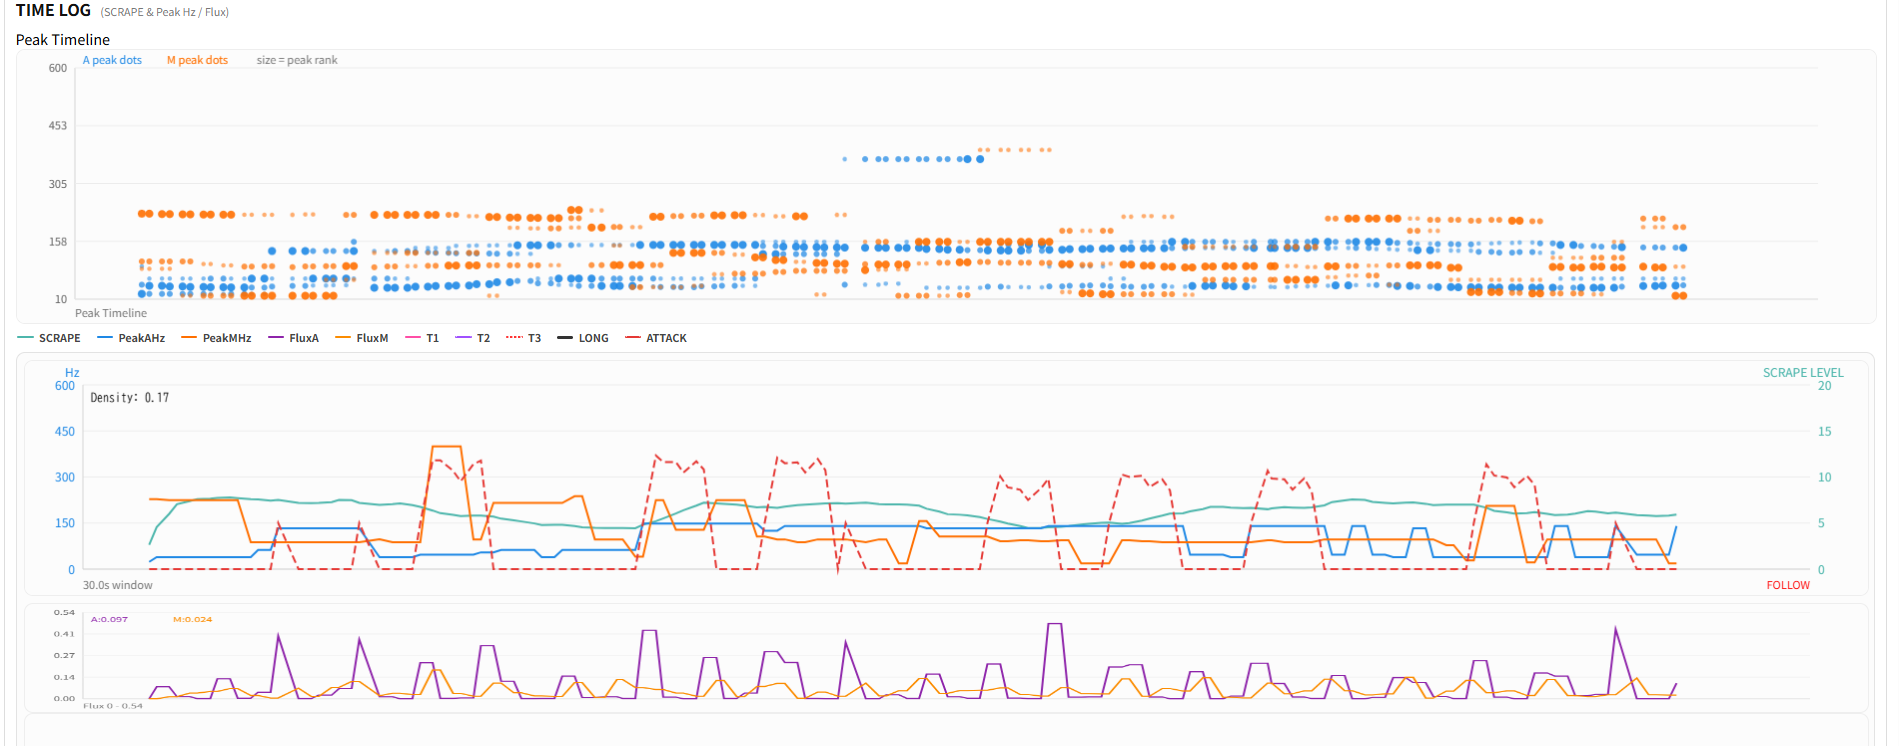 TIME LOG (SCRAPE & Peak Hz / Flux)
Peak Timeline
A peak dots M peak dots size = peak rank
600
453
305
158
10
Peak Timeline
SCRAPE PeakAHz PeakMHz FluxA FluxM T1 T2 T3 LONG ATTACK
Hz SCRAPE LEVEL
600 20
Density: 0.17
450 15
300 10
150 5
0 0
30.0s window FOLLOW
0.54
A:0.097 M:0.024
0.41
0.27
0.14
0.00
Flux 0 - 0.54